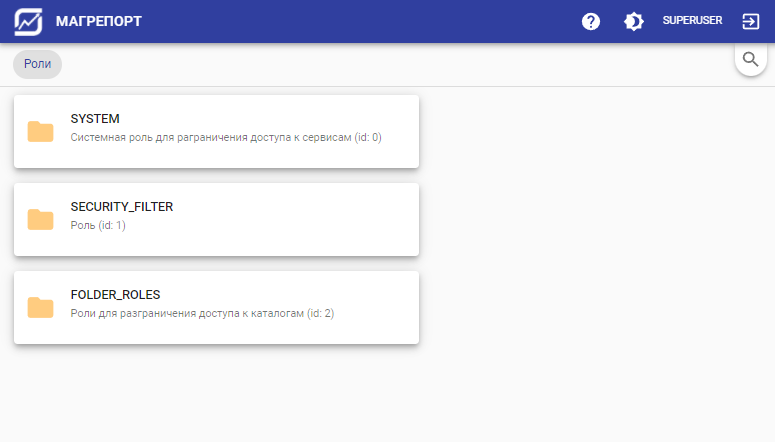 МАГРЕПОРТ
SUPERUSER
Роли
SYSTEM
Системная роль для раграничения доступа к сервисам (id: 0)
SECURITY_FILTER
Роль (id: 1)
FOLDER_ROLES
Роли для разграничения доступа к каталогам (id: 2)